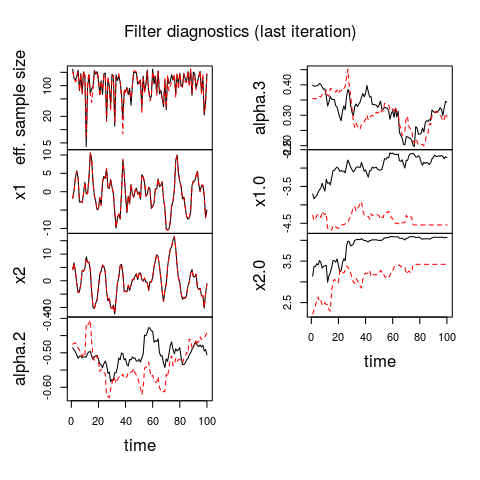 Filter diagnostics (last iteration)
eff. sample size
100
20
5
x1
10
5
0
-10
x2
10
0
alpha.2
-0.40
-0.50
-0.60
0 20 40 60 80 100
time
alpha.3
0.40
0.30
x1.0
-3.5
-4.5
x2.0
3.5
2.5
0 20 40 60 80 100
time